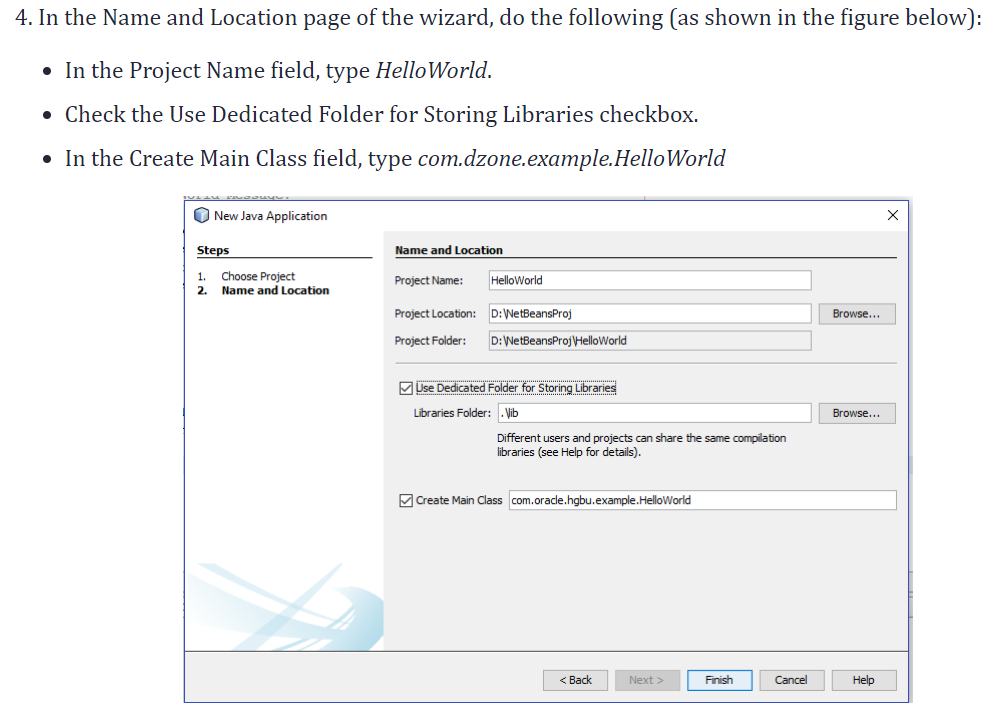 4. In the Name and Location page of the wizard, do the following (as shown in the figure below):
• In the Project Name field, type HelloWorld.
• Check the Use Dedicated Folder for Storing Libraries checkbox.
• In the Create Main Class field, type com.dzone.example.HelloWorld
New Java Application
Steps
1. Choose Project
2. Name and Location
Name and Location
Project Name: HelloWorld
Project Location: D:\NetBeansProj Browse...
Project Folder: D:\NetBeansProj\HelloWorld
Use Dedicated Folder for Storing Libraries
Libraries Folder: .\lib Browse...
Different users and projects can share the same compilation
libraries (see Help for details).
Create Main Class com.oracle.hgbu.example.HelloWorld
< Back Next > Finish Cancel Help